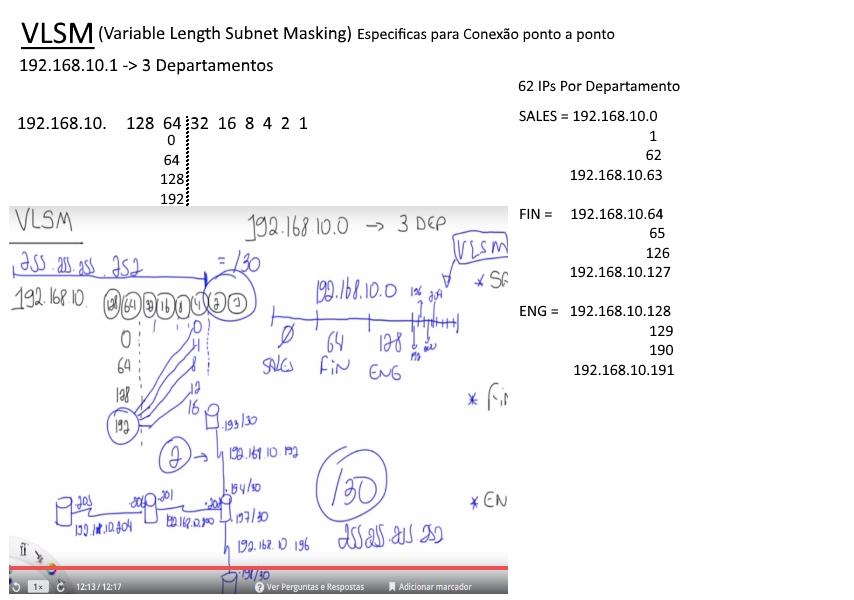 VLSM (Variable Length Subnet Masking) Especificas para Conexão ponto a ponto
192.168.10.1 -> 3 Departamentos
192.168.10. 128 64 32 16 8 4 2 1
0
64
128
192
62 IPs Por Departamento
SALES = 192.168.10.0
1
62
192.168.10.63
FIN = 192.168.10.64
65
126
192.168.10.127
ENG = 192.168.10.128
129
190
192.168.10.191
VLSM
192.168.10.0 -> 3 DEP
VLSM
255.255.255.252 = /30
192.168.10. 128 64 32 16 8 4 2 1
0
64
128
192
0
4
8
12
16
192.168.10.0
196 204
0 64 128
SALES FIN ENG
* SA
* Fin
* EN
.193/30
2 -> 192.168.10.192
.194/30
.197/30
192.168.10.196
.198/30
.201
/30
255.255.255.252
1x 12:13 / 12:17
Ver Perguntas e Respostas
Adicionar marcador